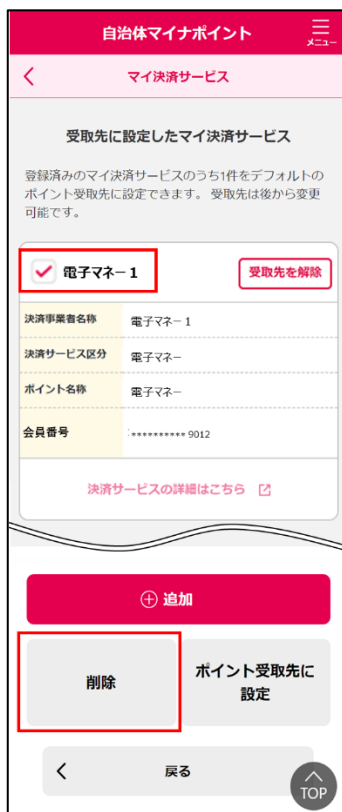 自治体マイナポイント
メニュー
マイ決済サービス
受取先に設定したマイ決済サービス
登録済みのマイ決済サービスのうち1件をデフォルトの
ポイント受取先に設定できます。 受取先は後から変更
可能です。
電子マネー1
受取先を解除
決済事業者名称 電子マネー1
決済サービス区分 電子マネー
ポイント名称 電子マネー
会員番号 ********** 9012
決済サービスの詳細はこちら
追加
削除
ポイント受取先に
設定
戻る
TOP